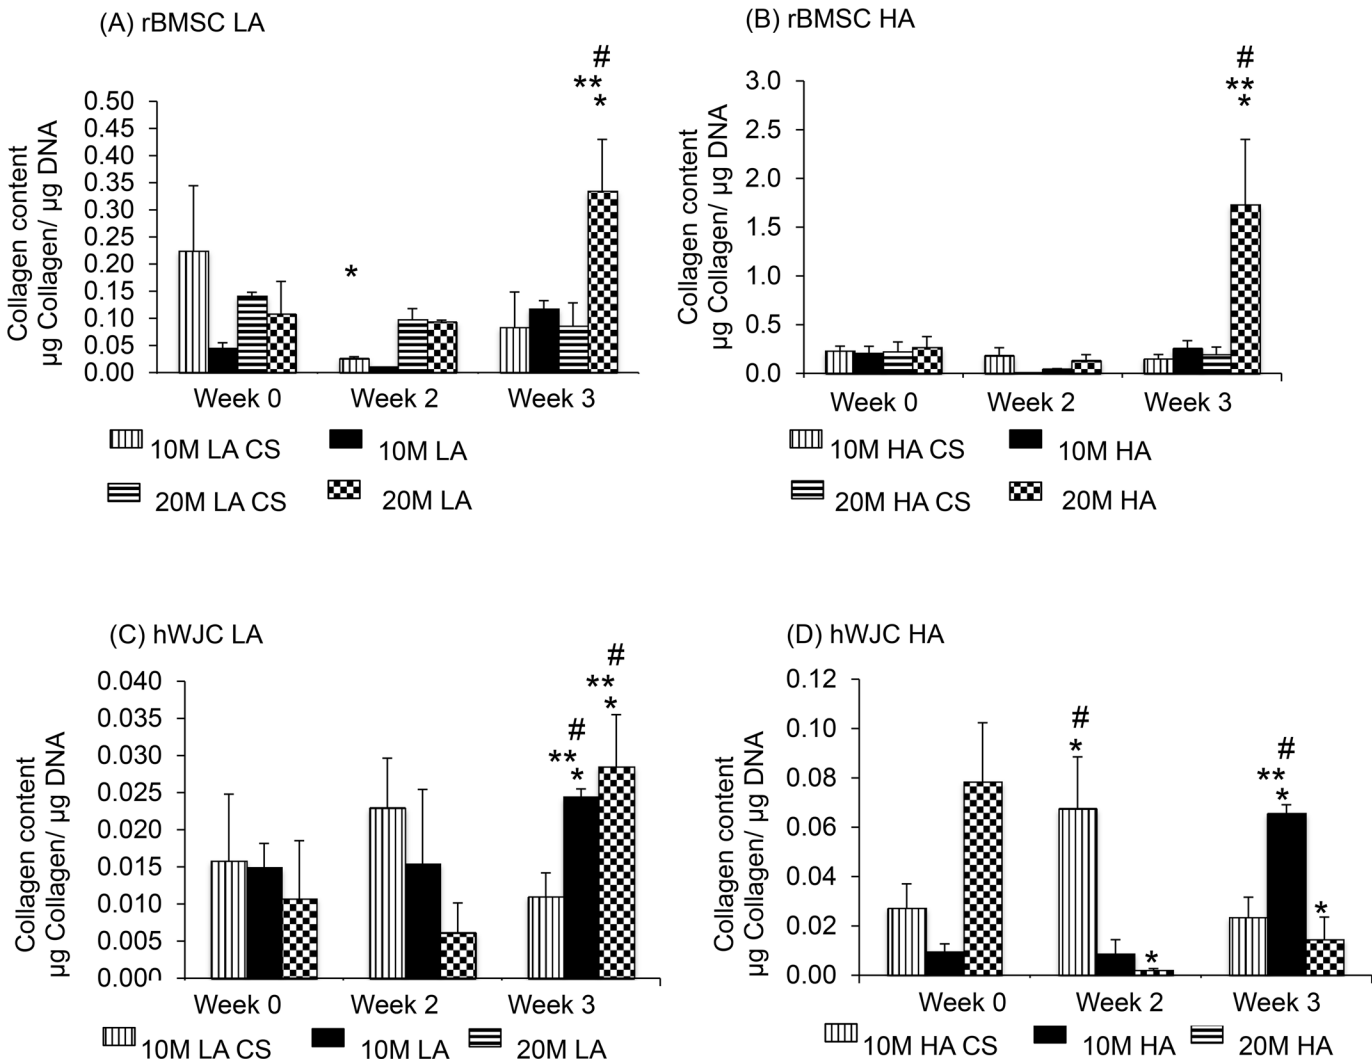 (A) rBMSC LA
Collagen content
µg Collagen/ µg DNA
0.50
0.45
0.40
0.35
0.30
0.25
0.20
0.15
0.10
0.05
0.00
*
#
**
*
Week 0 Week 2 Week 3
10M LA CS 10M LA
20M LA CS 20M LA
(B) rBMSC HA
Collagen content
µg Collagen/ µg DNA
3.0
2.5
2.0
1.5
1.0
0.5
0.0
#
**
*
Week 0 Week 2 Week 3
10M HA CS 10M HA
20M HA CS 20M HA
(C) hWJC LA
Collagen content
µg Collagen/ µg DNA
0.040
0.035
0.030
0.025
0.020
0.015
0.010
0.005
0.000
#
**
*
#
**
*
Week 0 Week 2 Week 3
10M LA CS 10M LA 20M LA
(D) hWJC HA
Collagen content
µg Collagen/ µg DNA
0.12
0.10
0.08
0.06
0.04
0.02
0.00
#
*
*
#
**
*
*
Week 0 Week 2 Week 3
10M HA CS 10M HA 20M HA